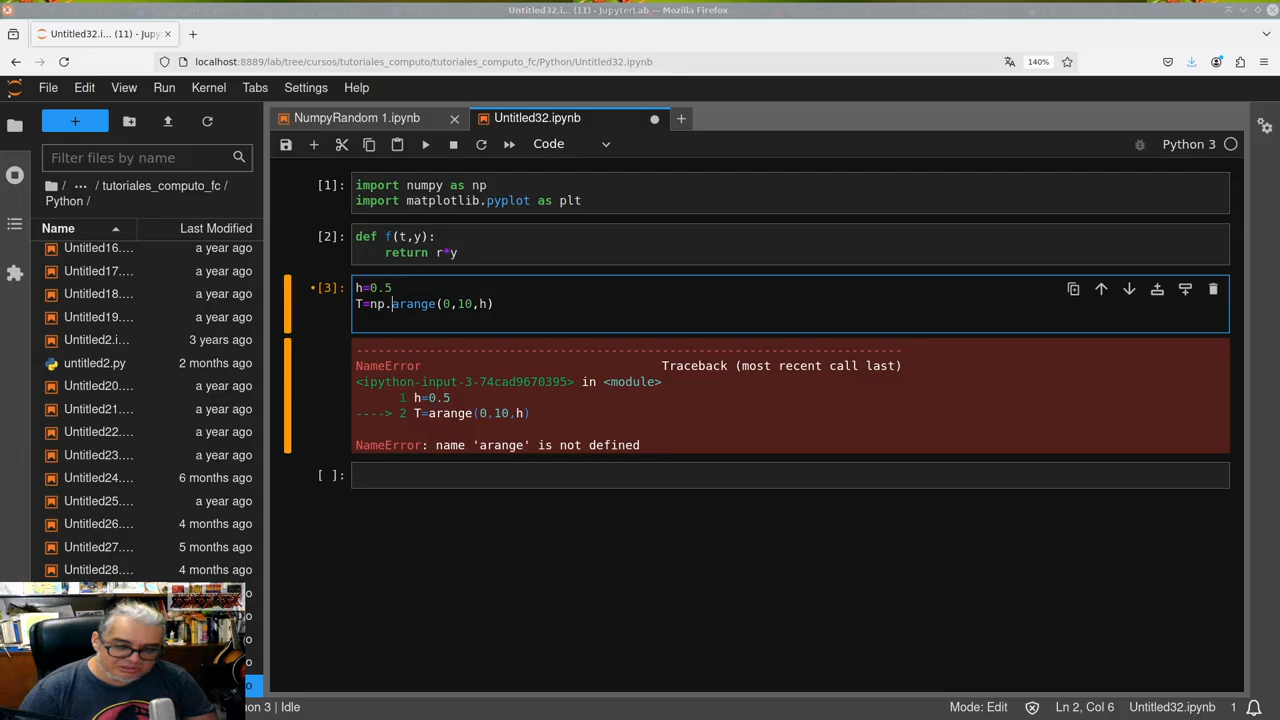 Untitled32.i... (11) - JupyterLab — Mozilla Firefox
Untitled32.i... (11) - Jupy
localhost:8889/lab/tree/cursos/tutoriales_computo/tutoriales_computo_fc/Python/Untitled32.ipynb
140%
File Edit View Run Kernel Tabs Settings Help
NumpyRandom 1.ipynb
Untitled32.ipynb
Code
Python 3
Filter files by name
/ ... / tutoriales_computo_fc /
Python /
Name Last Modified
Untitled16.... a year ago
Untitled17.... a year ago
Untitled18.... a year ago
Untitled19.... a year ago
Untitled2.i... 3 years ago
untitled2.py 2 months ago
Untitled20.... a year ago
Untitled21.... a year ago
Untitled22.... a year ago
Untitled23.... a year ago
Untitled24.... 6 months ago
Untitled25.... a year ago
Untitled26.... 4 months ago
Untitled27.... 5 months ago
Untitled28.... 4 months ago
[1]: import numpy as np
import matplotlib.pyplot as plt
[2]: def f(t,y):
return r*y
•[3]: h=0.5
T=np.arange(0,10,h)
---------------------------------------------------------------------------
NameError Traceback (most recent call last)
<ipython-input-3-74cad9670395> in <module>
1 h=0.5
----> 2 T=arange(0,10,h)
NameError: name 'arange' is not defined
[ ]:
3 | Idle
Mode: Edit
Ln 2, Col 6
Untitled32.ipynb
1